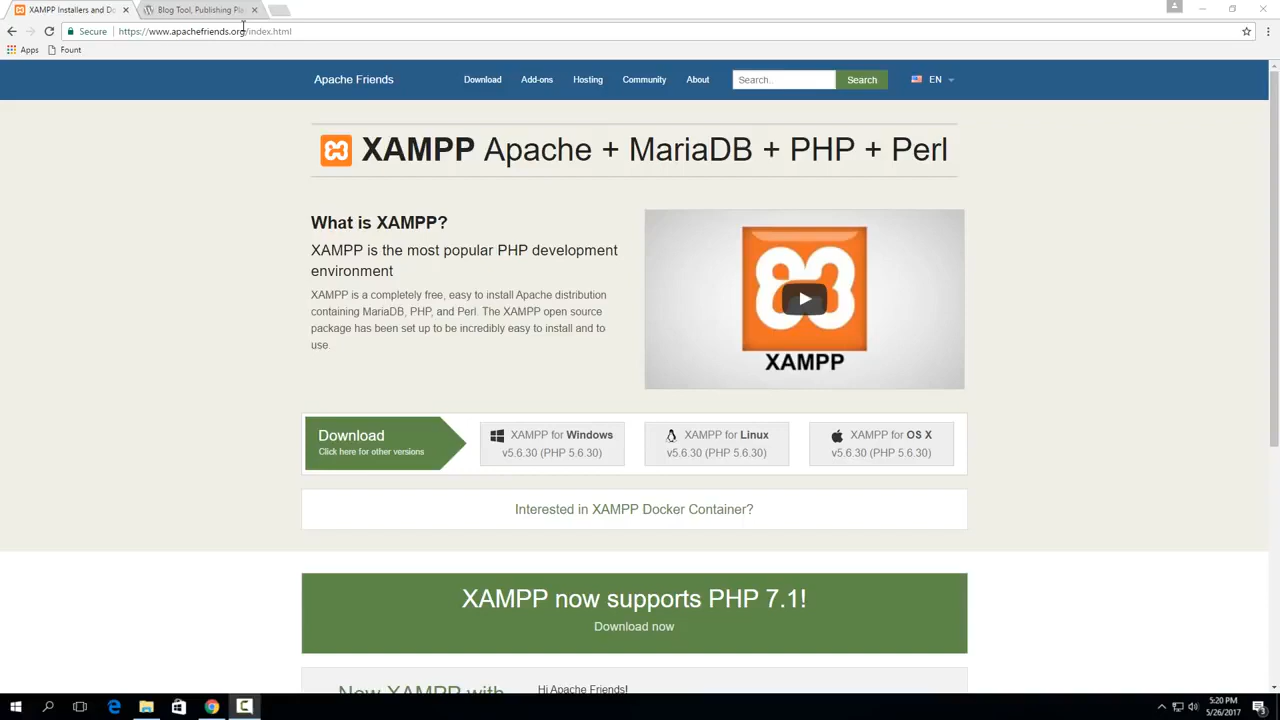 XAMPP Installers and Do
Blog Tool, Publishing Pla
Secure
https://www.apachefriends.org/index.html
Apps
Fount
Apache Friends
Download
Add-ons
Hosting
Community
About
Search..
Search
EN
XAMPP Apache + MariaDB + PHP + Perl
What is XAMPP?
XAMPP is the most popular PHP development
environment
XAMPP is a completely free, easy to install Apache distribution
containing MariaDB, PHP, and Perl. The XAMPP open source
package has been set up to be incredibly easy to install and to
use.
XAMPP
Download
Click here for other versions
XAMPP for Windows
v5.6.30 (PHP 5.6.30)
XAMPP for Linux
v5.6.30 (PHP 5.6.30)
XAMPP for OS X
v5.6.30 (PHP 5.6.30)
Interested in XAMPP Docker Container?
XAMPP now supports PHP 7.1!
Download now
New XAMPP with
Hi Apache Friends!
5:20 PM
5/26/2017